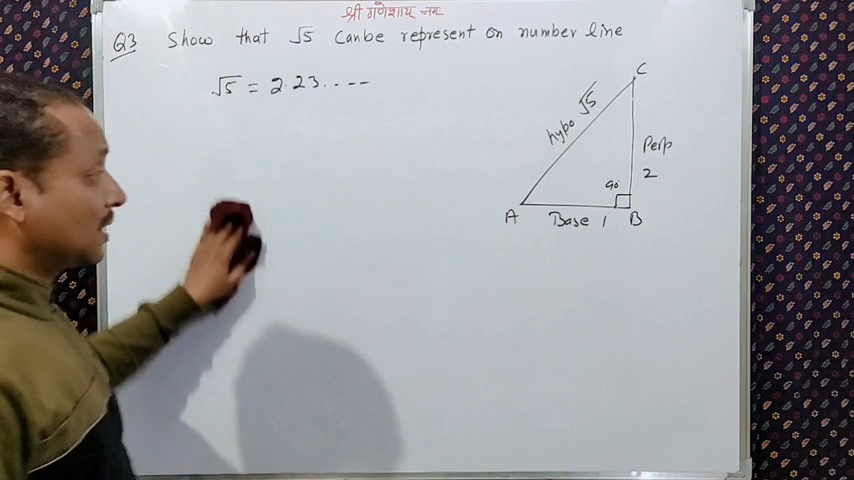 श्री गणेशाय नमः
Q3 Show that √5 canbe represent on number line
√5 = 2.23....--
C
hypo √5
Perp
2
90
A Base 1 B